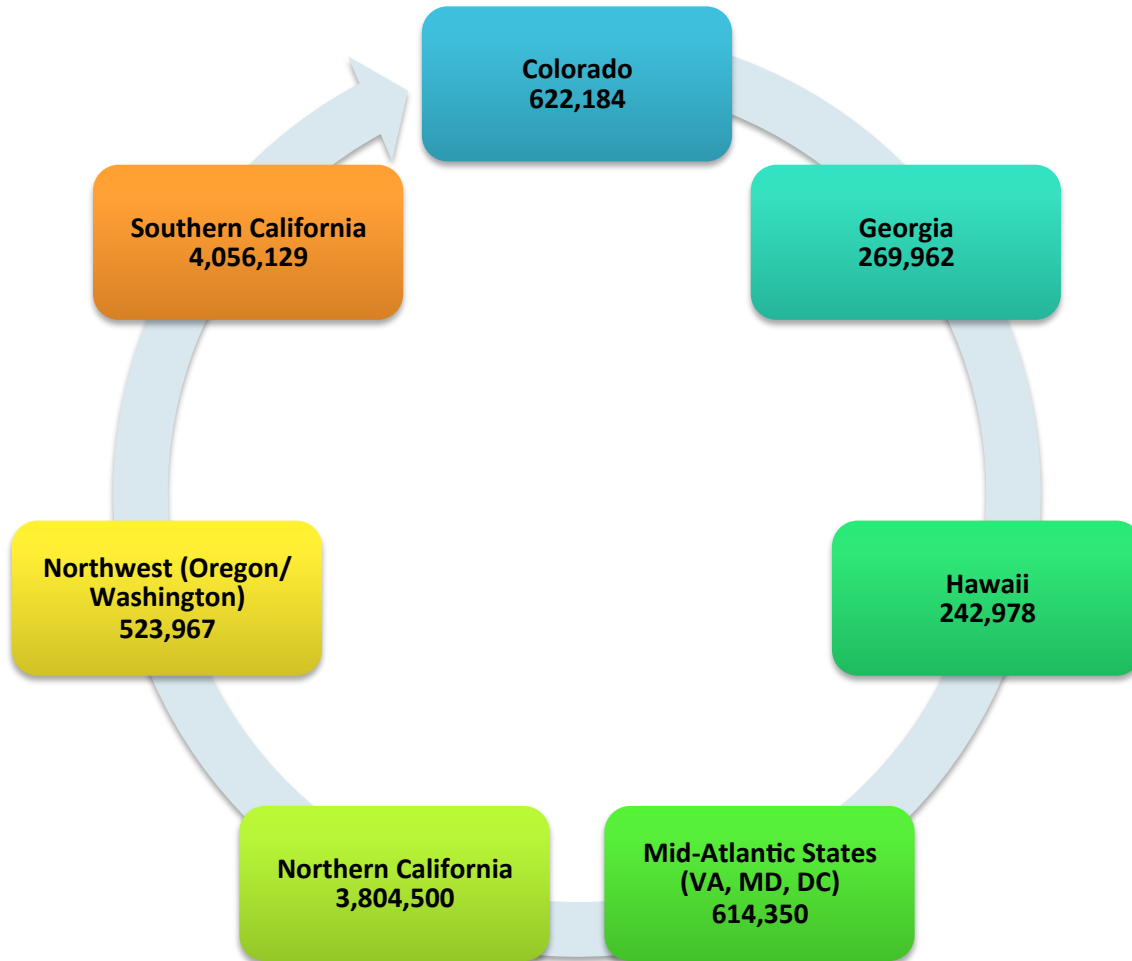 Colorado
622,184
Georgia
269,962
Hawaii
242,978
Mid-Atlantic States
(VA, MD, DC)
614,350
Northern California
3,804,500
Northwest (Oregon/
Washington)
523,967
Southern California
4,056,129